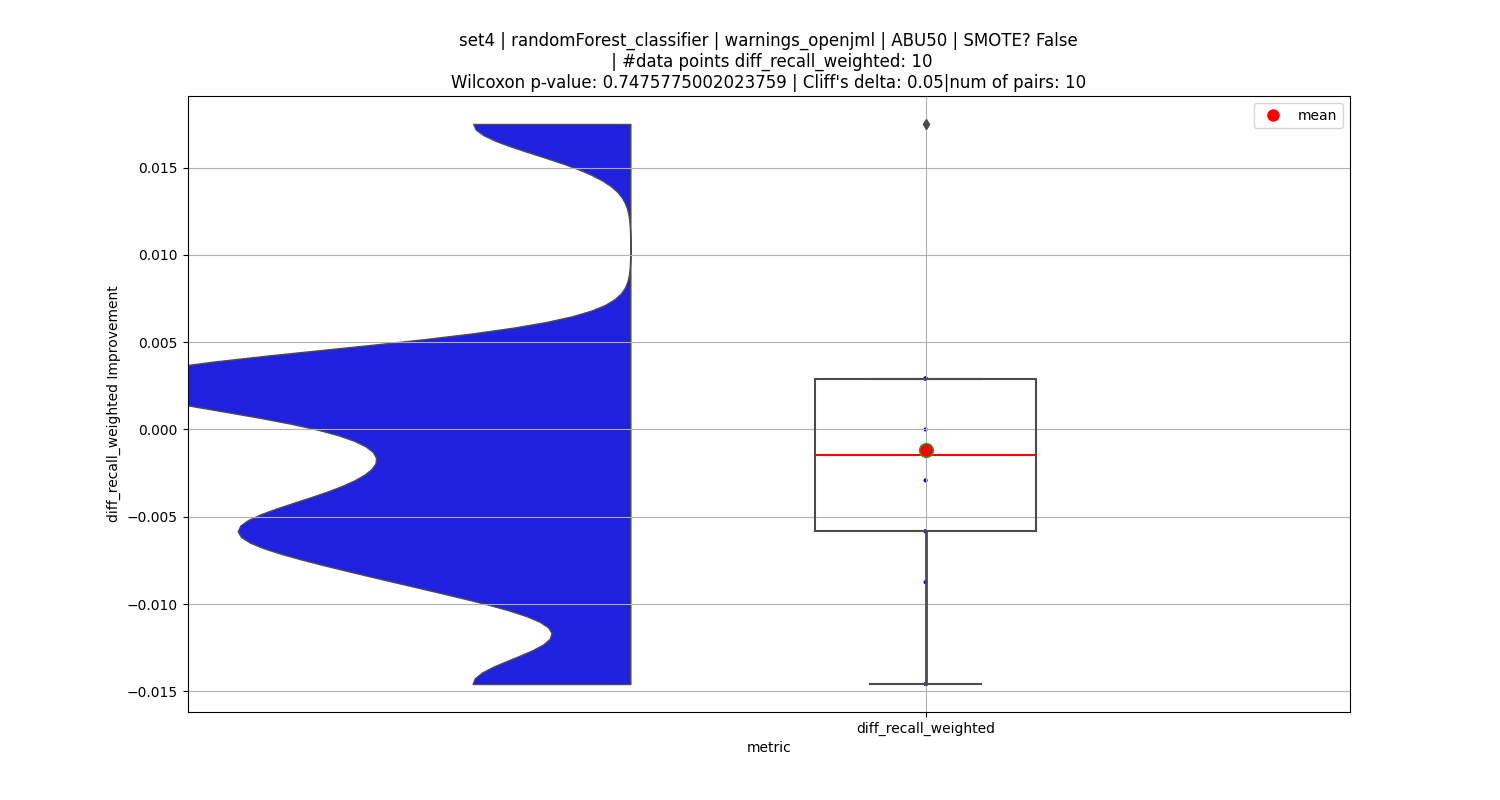 set4 | randomForest_classifier | warnings_openjml | ABU50 | SMOTE? False
| #data points diff_recall_weighted: 10
Wilcoxon p-value: 0.7475775002023759 | Cliff's delta: 0.05|num of pairs: 10
mean
0.015
0.010
0.005
0.000
−0.005
−0.010
−0.015
diff_recall_weighted Improvement
diff_recall_weighted
metric